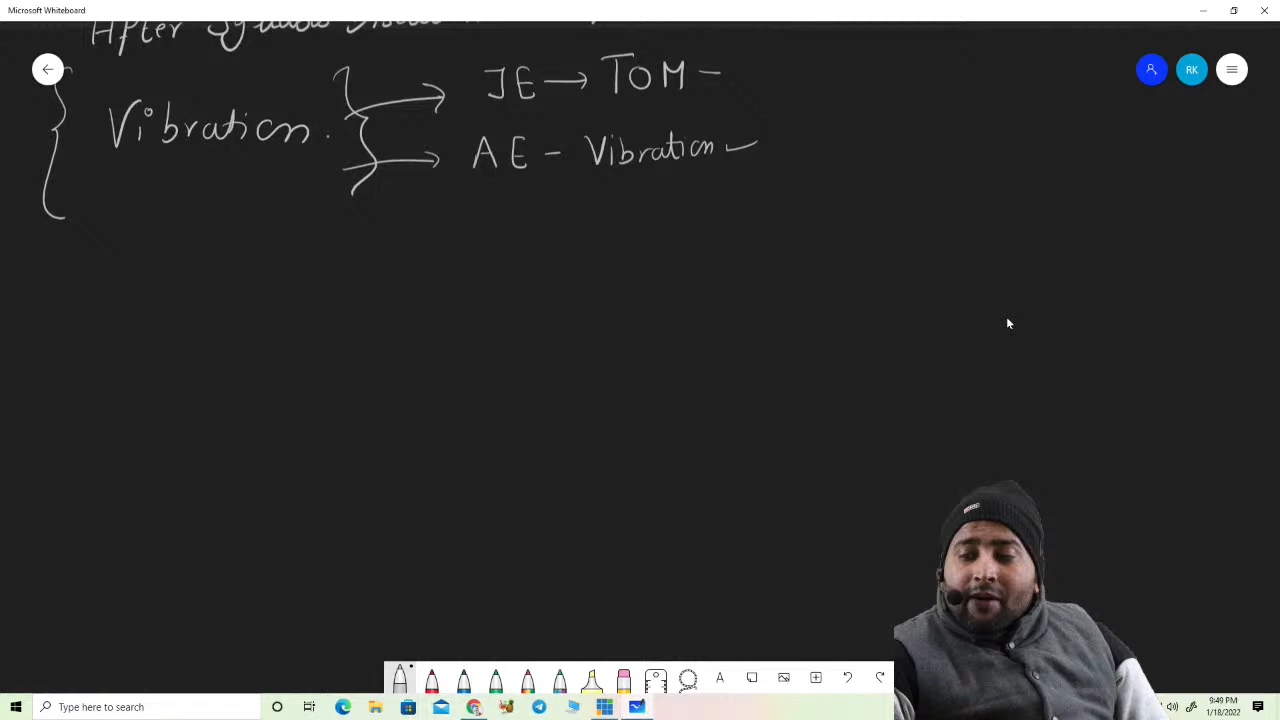 Microsoft Whiteboard
After
JE → TOM –
Vibration.
AE – Vibration
RK
A
Type here to search
9:49 PM
1/18/2022